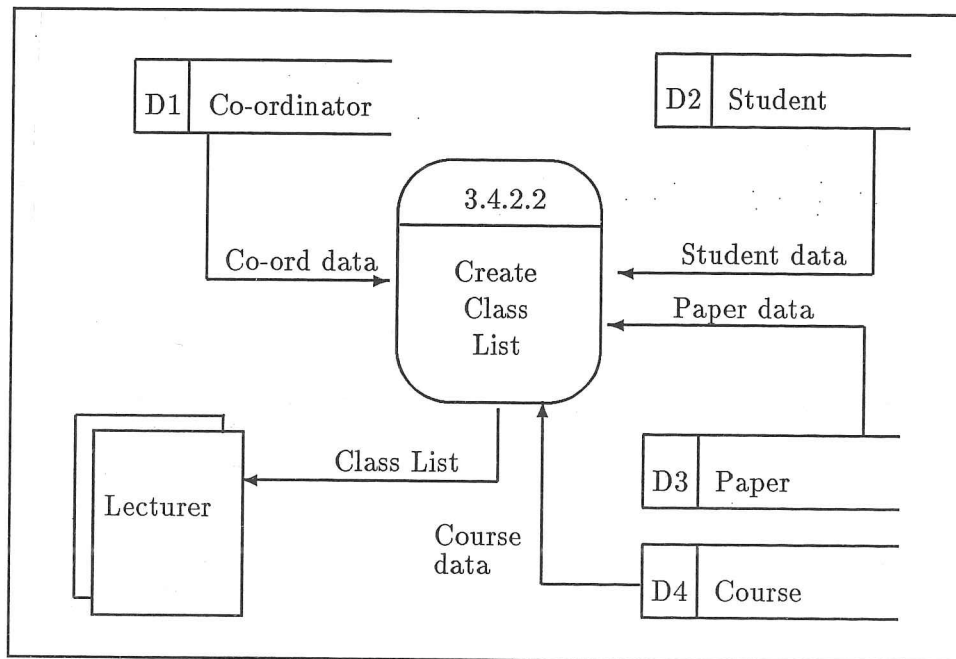 D1 Co-ordinator
D2 Student
3.4.2.2
Co-ord data
Create
Class
List
Student data
Paper data
Class List
Lecturer
D3 Paper
Course
data
D4 Course